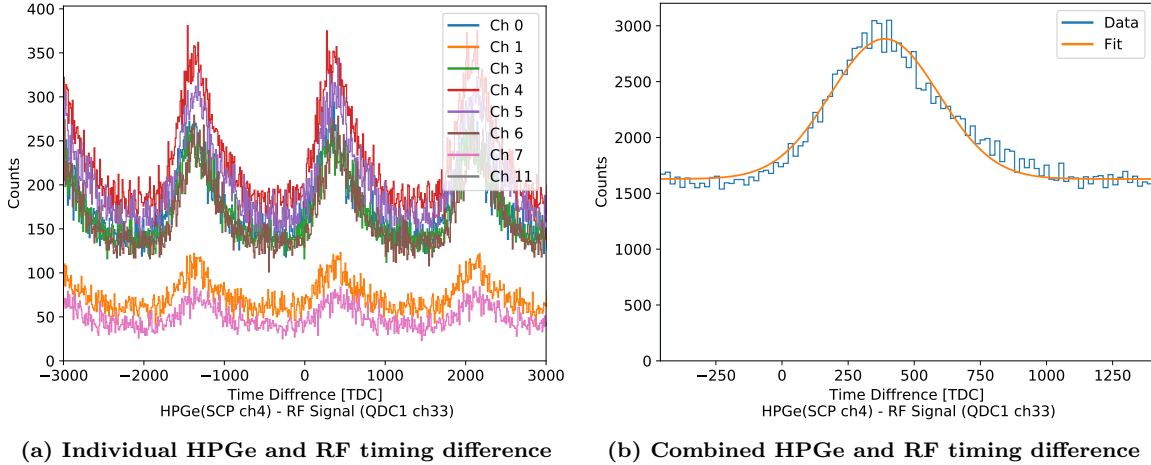 400
350
300
250
200
150
100
50
0
Counts
Ch 0
Ch 1
Ch 3
Ch 4
Ch 5
Ch 6
Ch 7
Ch 11
−3000 −2000 −1000 0 1000 2000 3000
Time Diffrence [TDC]
HPGe(SCP ch4) - RF Signal (QDC1 ch33)
(a) Individual HPGe and RF timing difference
3000
2500
2000
1500
1000
500
0
Counts
Data
Fit
−250 0 250 500 750 1000 1250
Time Diffrence [TDC]
HPGe(SCP ch4) - RF Signal (QDC1 ch33)
(b) Combined HPGe and RF timing difference